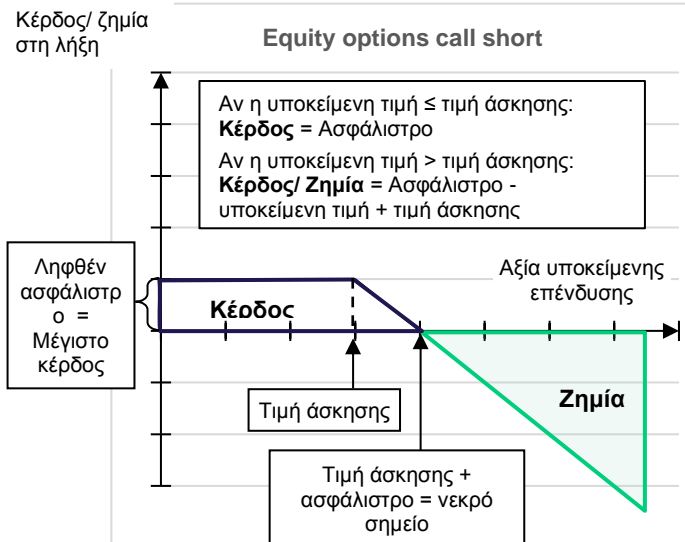 Κέρδος/ ζημία
στη λήξη
Equity options call short
Αν η υποκείμενη τιμή ≤ τιμή άσκησης:
Κέρδος = Ασφάλιστρο
Αν η υποκείμενη τιμή > τιμή άσκησης:
Κέρδος/ Ζημία = Ασφάλιστρο -
υποκείμενη τιμή + τιμή άσκησης
Ληφθέν
ασφάλιστρ
ο =
Μέγιστο
κέρδος
Κέρδος
Αξία υποκείμενης
επένδυσης
Τιμή άσκησης
Ζημία
Τιμή άσκησης +
ασφάλιστρο = νεκρό
σημείο